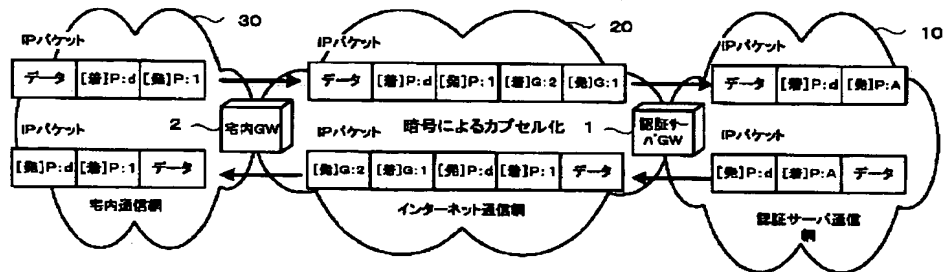 30
20
10
IPパケット
データ [着]P:d [発]P:1
IPパケット
データ [着]P:d [発]P:1 [着]G:2 [発]G:1
IPパケット
データ [着]P:d [発]P:A
2
宅内GW
暗号によるカプセル化
1
認証サー
バGW
IPパケット
[発]P:d [着]P:1 データ
IPパケット
[発]G:2 [着]G:1 [発]P:d [着]P:1 データ
IPパケット
[発]P:d [着]P:A データ
宅内通信網
インターネット通信網
認証サーバ通信
網